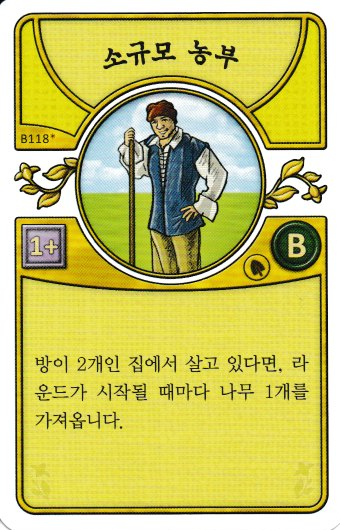 소규모 농부
B118*
1+
B
방이 2개인 집에서 살고 있다면, 라
운드가 시작될 때마다 나무 1개를
가져옵니다.